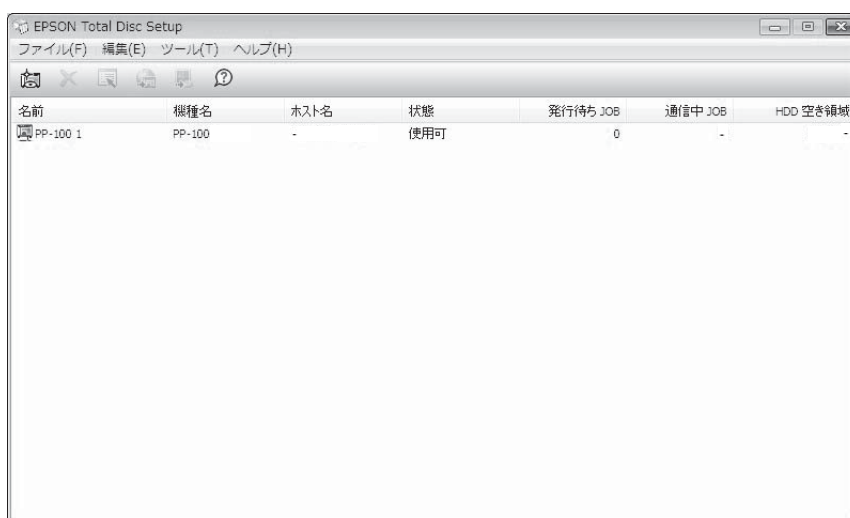 EPSON Total Disc Setup
ファイル(F) 編集(E) ツール(T) ヘルプ(H)
名前 機種名 ホスト名 状態 発行待ち JOB 通信中 JOB HDD 空き領域
PP-100 1 PP-100 - 使用可 0 - -